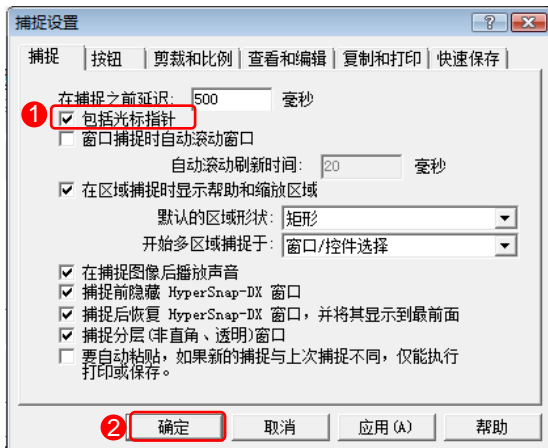 捕捉设置
捕捉 按钮 剪裁和比例 查看和编辑 复制和打印 快速保存
在捕捉之前延迟: 500 毫秒
1 包括光标指针
窗口捕捉时自动滚动窗口
自动滚动刷新时间: 20 毫秒
在区域捕捉时显示帮助和缩放区域
默认的区域形状: 矩形
开始多区域捕捉于: 窗口/控件选择
在捕捉图像后播放声音
捕捉前隐藏 HyperSnap-DX 窗口
捕捉后恢复 HyperSnap-DX 窗口，并将其显示到最前面
捕捉分层(非直角、透明)窗口
要自动粘贴，如果新的捕捉与上次捕捉不同，仅能执行
打印或保存。
2 确定 取消 应用(A) 帮助